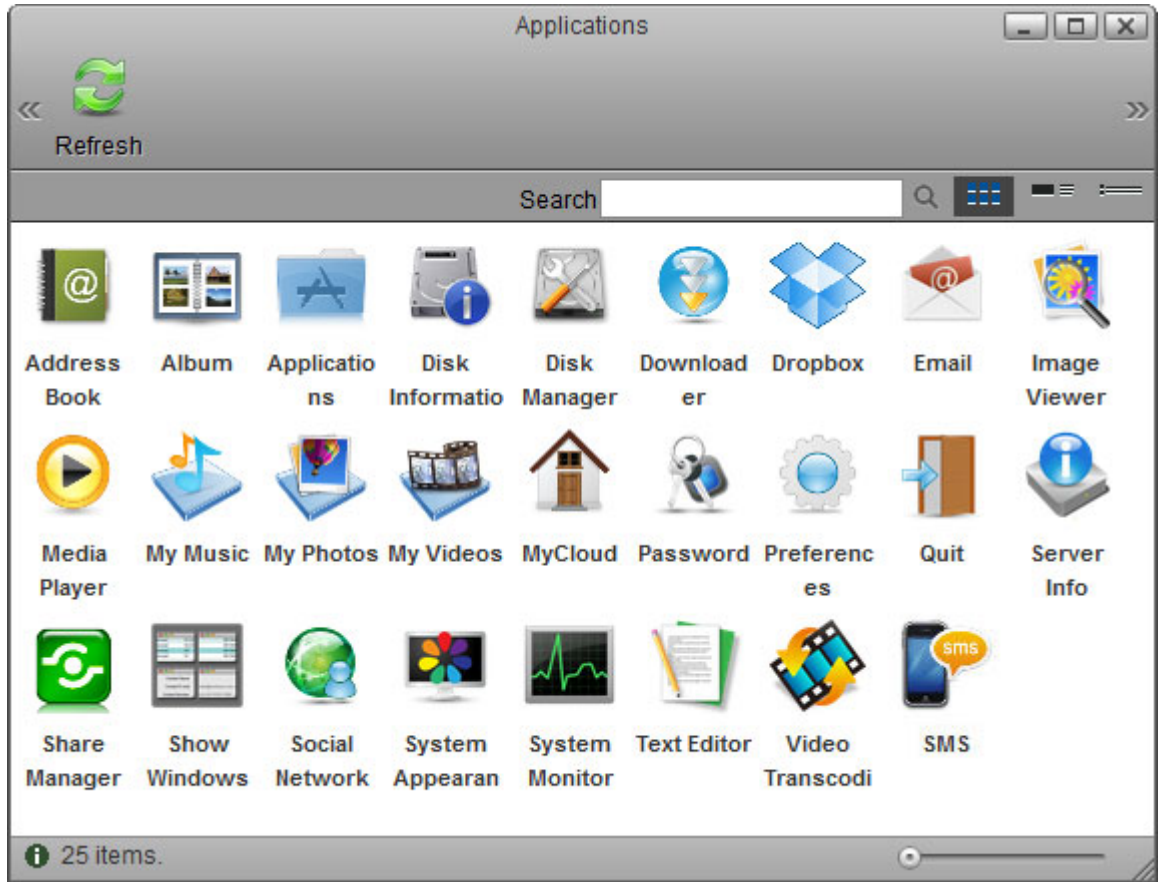 Applications
Refresh
Search
Address Album Applicatio Disk Disk Download Dropbox Email Image
Book ns Informatio Manager er Viewer
Media My Music My Photos My Videos MyCloud Password Preferenc Quit Server
Player es Info
sms
Share Show Social System System Text Editor Video SMS
Manager Windows Network Appearan Monitor Transcodi
25 items.